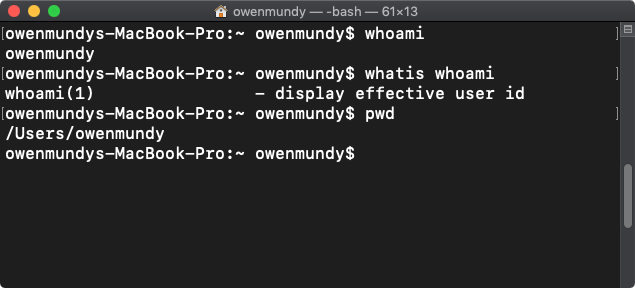 owenmundy — -bash — 61×13
[owenmundys-MacBook-Pro:~ owenmundy$ whoami ]
owenmundy
[owenmundys-MacBook-Pro:~ owenmundy$ whatis whoami ]
whoami(1)                - display effective user id
[owenmundys-MacBook-Pro:~ owenmundy$ pwd ]
/Users/owenmundy
owenmundys-MacBook-Pro:~ owenmundy$